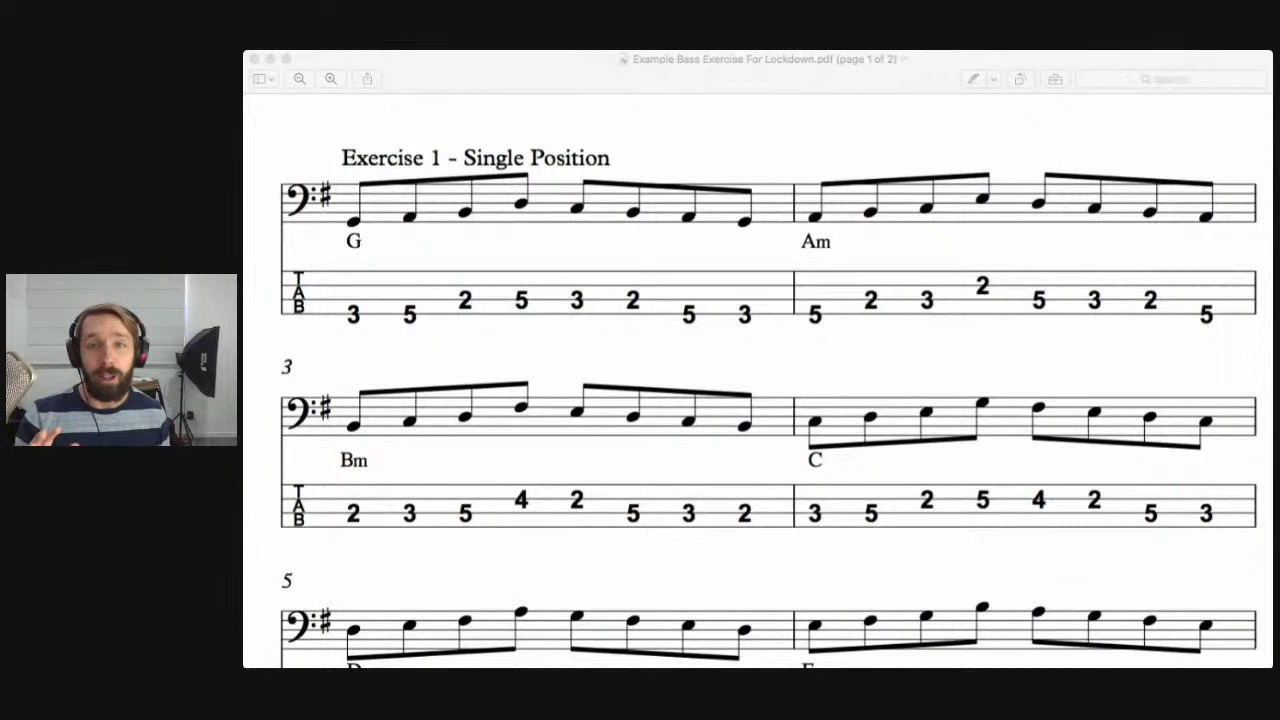 Example Bass Exercise For Lockdown.pdf (page 1 of 2)
Search
Exercise 1 - Single Position
G Am
T A B 3 5 2 5 3 2 5 3 5 2 3 2 5 3 2 5
3
Bm C
T A B 2 3 5 4 2 5 3 2 3 5 2 5 4 2 5 3
5